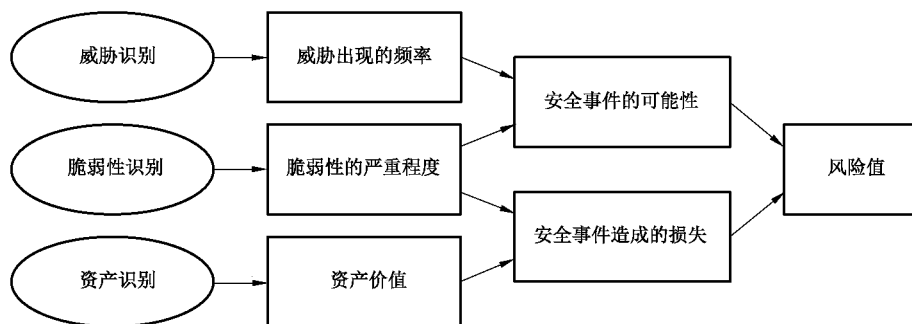 威胁识别
威胁出现的频率
安全事件的可能性
脆弱性识别
脆弱性的严重程度
风险值
安全事件造成的损失
资产识别
资产价值